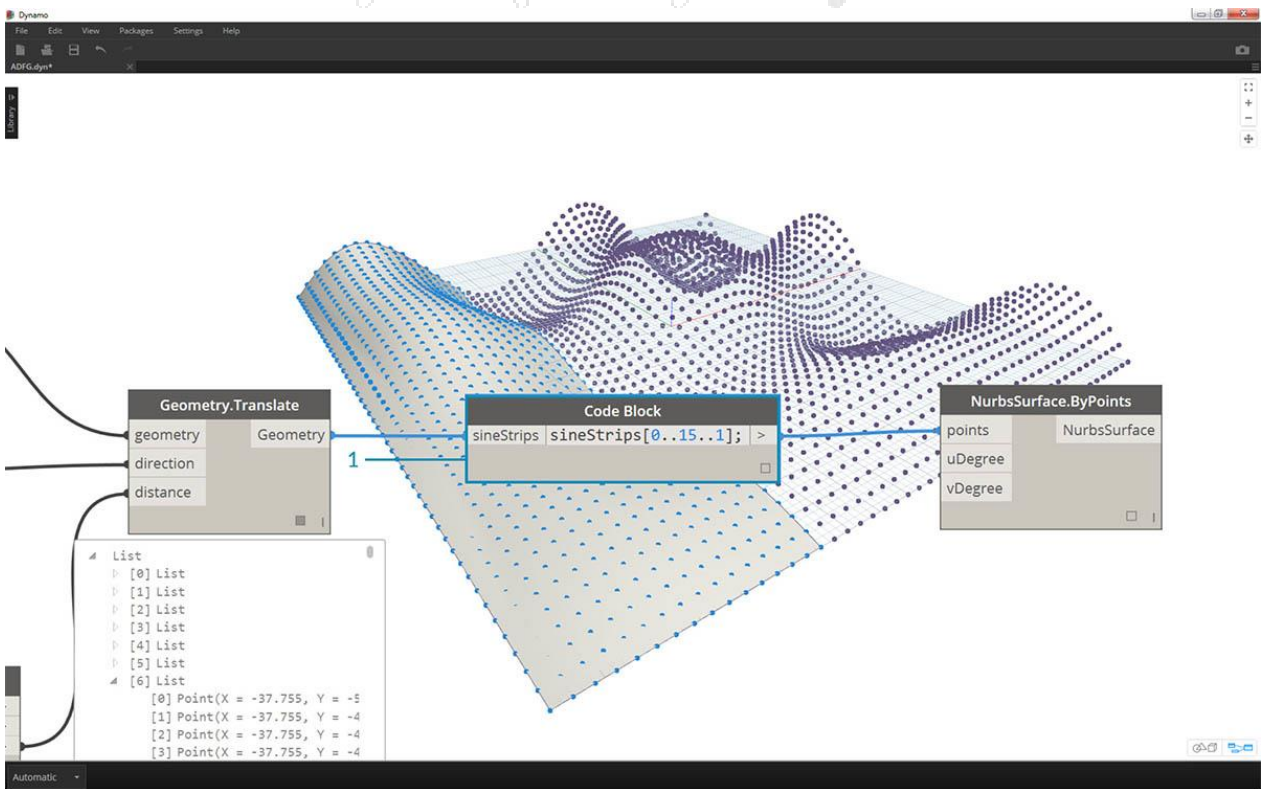 Dynamo
File Edit View Packages Settings Help
ADFG.dyn*
Library
Geometry.Translate
geometry Geometry
direction
distance
1
Code Block
sineStrips sineStrips[0..15..1]; >
NurbsSurface.ByPoints
points NurbsSurface
uDegree
vDegree
List
[0] List
[1] List
[2] List
[3] List
[4] List
[5] List
[6] List
[0] Point(X = -37.755, Y = -5
[1] Point(X = -37.755, Y = -4
[2] Point(X = -37.755, Y = -4
[3] Point(X = -37.755, Y = -4
Automatic